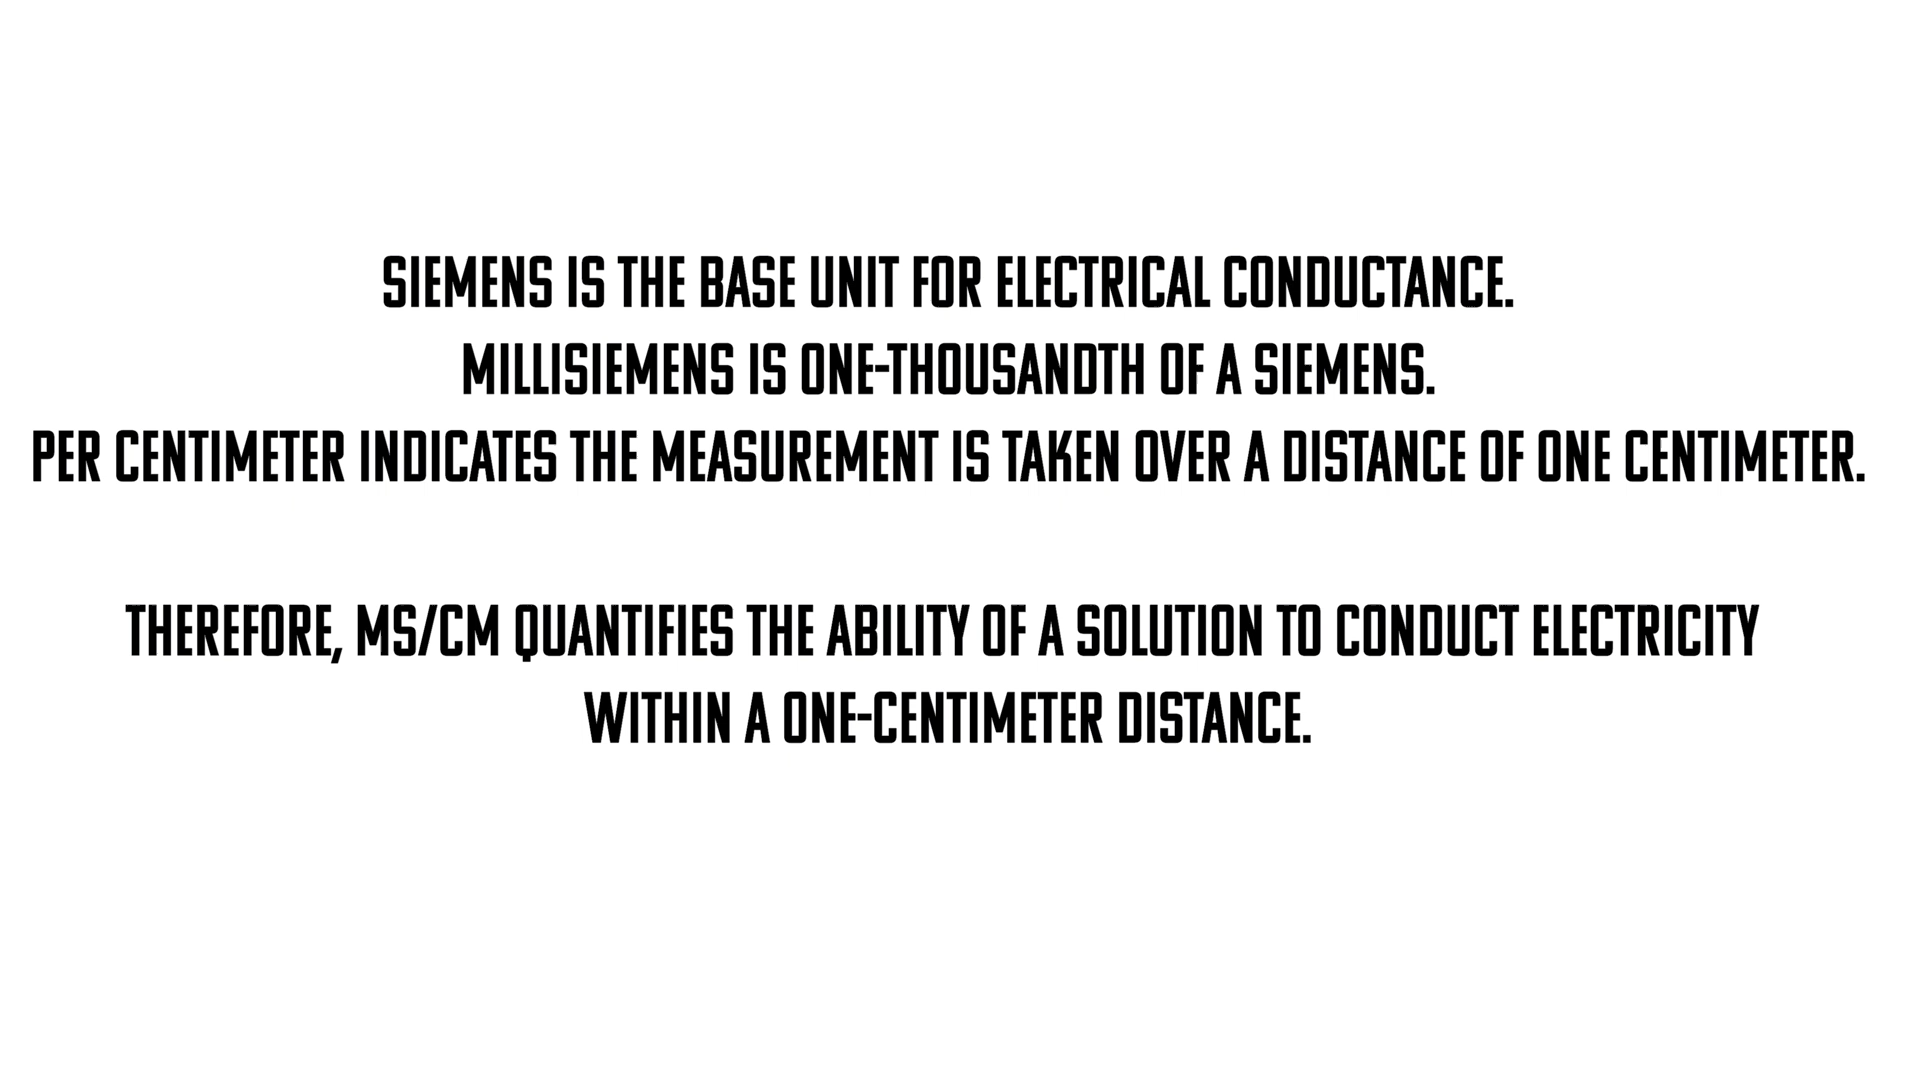 SIEMENS IS THE BASE UNIT FOR ELECTRICAL CONDUCTANCE.
MILLISIEMENS IS ONE-THOUSANDTH OF A SIEMENS.
PER CENTIMETER INDICATES THE MEASUREMENT IS TAKEN OVER A DISTANCE OF ONE CENTIMETER.
THEREFORE, MS/CM QUANTIFIES THE ABILITY OF A SOLUTION TO CONDUCT ELECTRICITY
WITHIN A ONE-CENTIMETER DISTANCE.